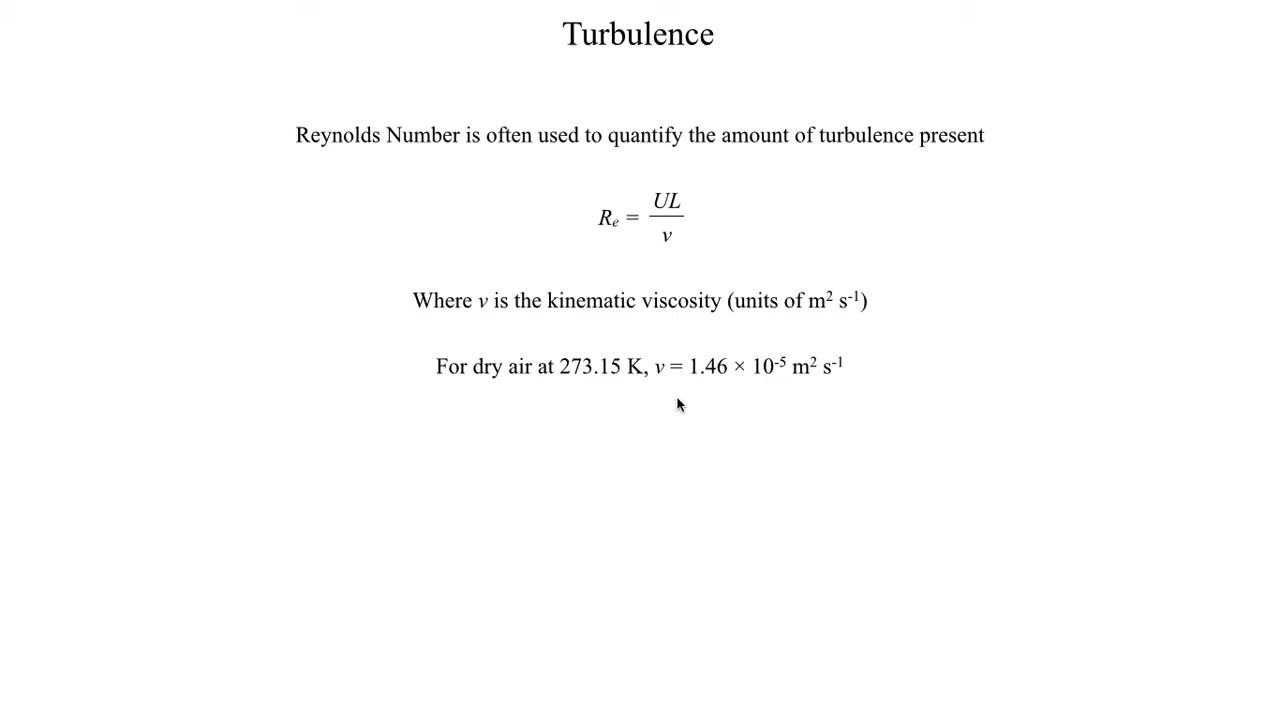 Turbulence
Reynolds Number is often used to quantify the amount of turbulence present
Rₑ = UL
ν
Where ν is the kinematic viscosity (units of m² s⁻¹)
For dry air at 273.15 K, ν = 1.46 × 10⁻⁵ m² s⁻¹